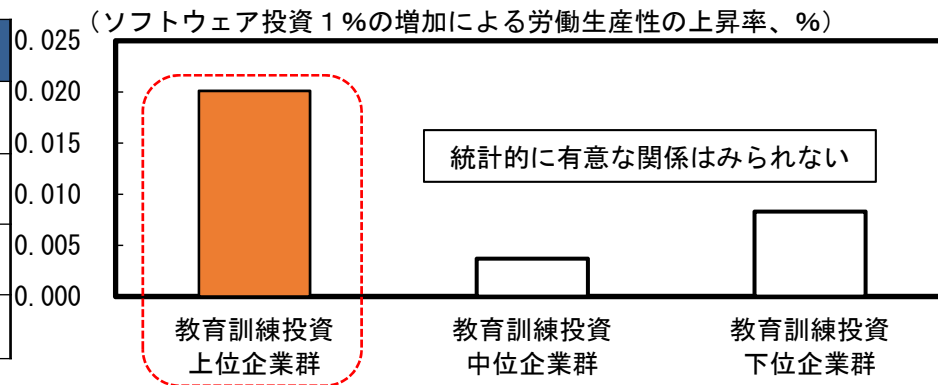 （ソフトウェア投資１%の増加による労働生産性の上昇率、%）
0.025
0.020
0.015
0.010
0.005
0.000
統計的に有意な関係はみられない
教育訓練投資
上位企業群
教育訓練投資
中位企業群
教育訓練投資
下位企業群